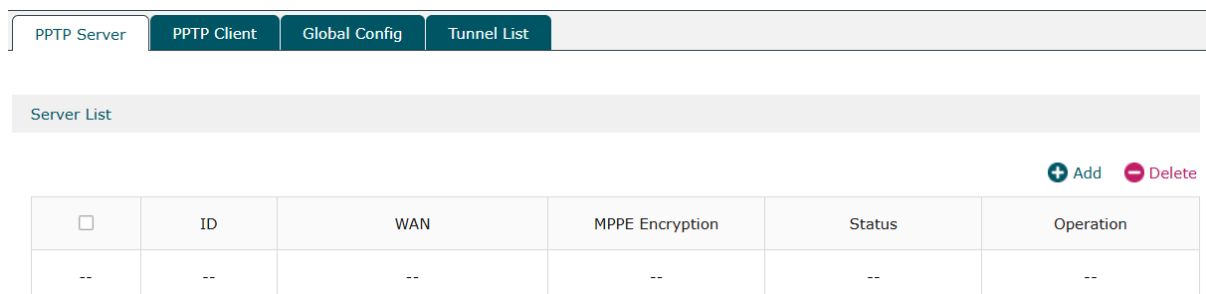 PPTP Server PPTP Client Global Config Tunnel List
Server List
Add Delete
ID WAN MPPE Encryption Status Operation
-- -- -- -- -- --